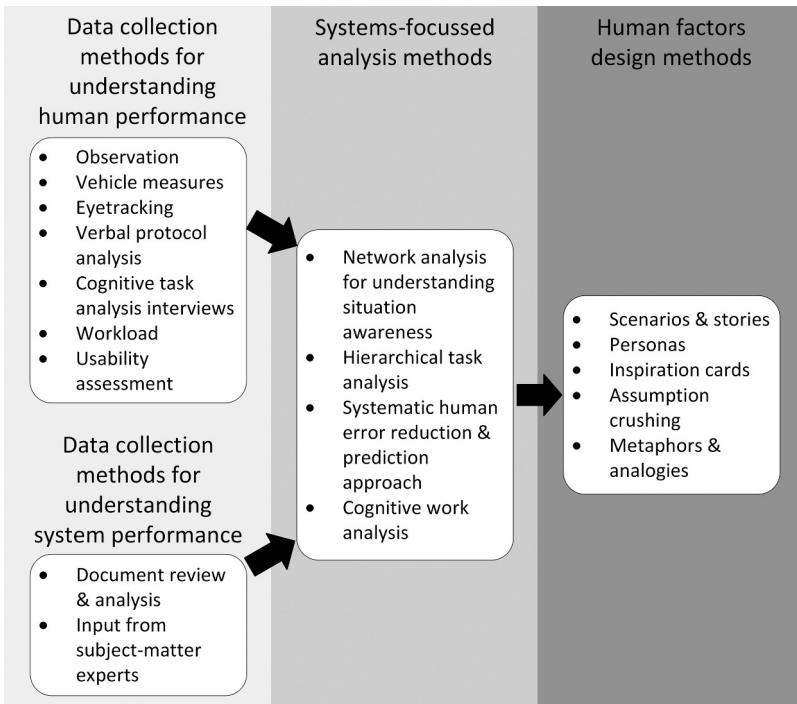 Data collection
methods for
understanding
human performance
• Observation
• Vehicle measures
• Eyetracking
• Verbal protocol
analysis
• Cognitive task
analysis interviews
• Workload
• Usability
assessment
Data collection
methods for
understanding
system performance
• Document review
& analysis
• Input from
subject-matter
experts
Systems-focussed
analysis methods
• Network analysis
for understanding
situation
awareness
• Hierarchical task
analysis
• Systematic human
error reduction &
prediction
approach
• Cognitive work
analysis
Human factors
design methods
• Scenarios & stories
• Personas
• Inspiration cards
• Assumption
crushing
• Metaphors &
analogies